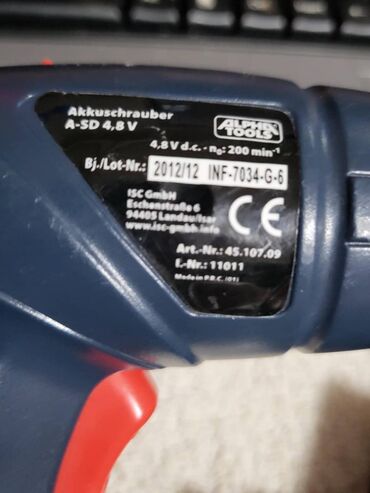 Akkuschrauber
A-SD 4,8 V
ALPHA TOOLS
4,8 V d.c. - n₀: 200 min⁻¹
Bj./Lot-Nr.: 2012/12 INF-7034-G-6
ISC GmbH
Eschenstraße 6
94405 Landau/Isar
www.isc-gmbh.info
CE
Art.-Nr.: 45.107.09
I.-Nr.: 11011
Made in P.R.C. (01)